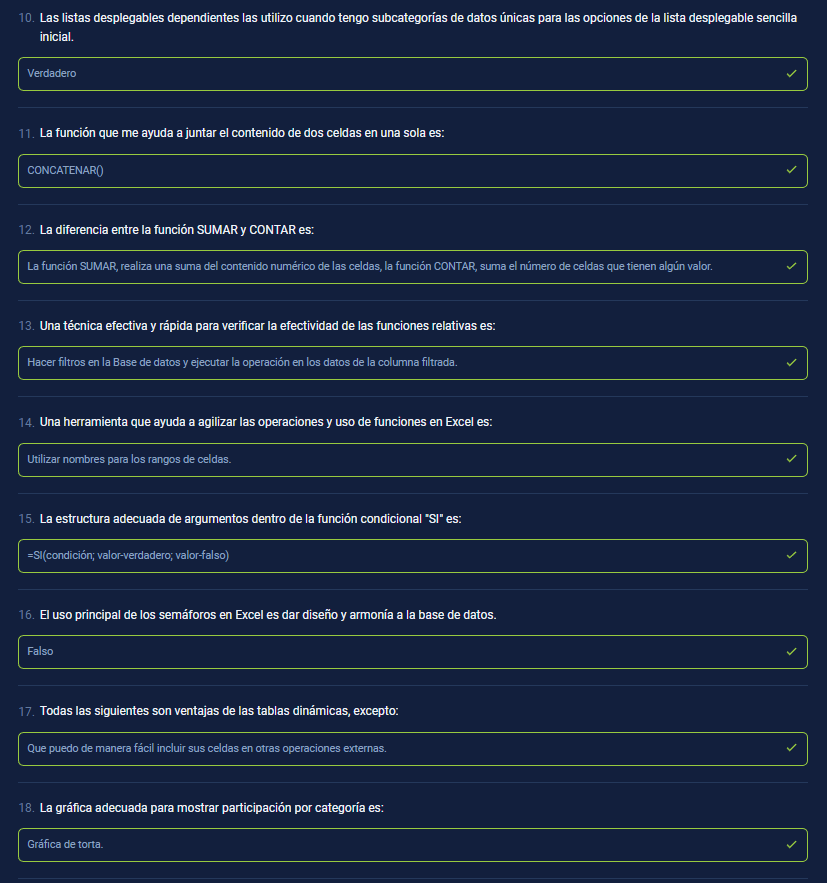 10. Las listas desplegables dependientes las utilizo cuando tengo subcategorías de datos únicas para las opciones de la lista desplegable sencilla
inicial.
Verdadero
11. La función que me ayuda a juntar el contenido de dos celdas en una sola es:
CONCATENAR()
12. La diferencia entre la función SUMAR y CONTAR es:
La función SUMAR, realiza una suma del contenido numérico de las celdas, la función CONTAR, suma el número de celdas que tienen algún valor.
13. Una técnica efectiva y rápida para verificar la efectividad de las funciones relativas es:
Hacer filtros en la Base de datos y ejecutar la operación en los datos de la columna filtrada.
14. Una herramienta que ayuda a agilizar las operaciones y uso de funciones en Excel es:
Utilizar nombres para los rangos de celdas.
15. La estructura adecuada de argumentos dentro de la función condicional "SI" es:
=SI(condición; valor-verdadero; valor-falso)
16. El uso principal de los semáforos en Excel es dar diseño y armonía a la base de datos.
Falso
17. Todas las siguientes son ventajas de las tablas dinámicas, excepto:
Que puedo de manera fácil incluir sus celdas en otras operaciones externas.
18. La gráfica adecuada para mostrar participación por categoría es:
Gráfica de torta.